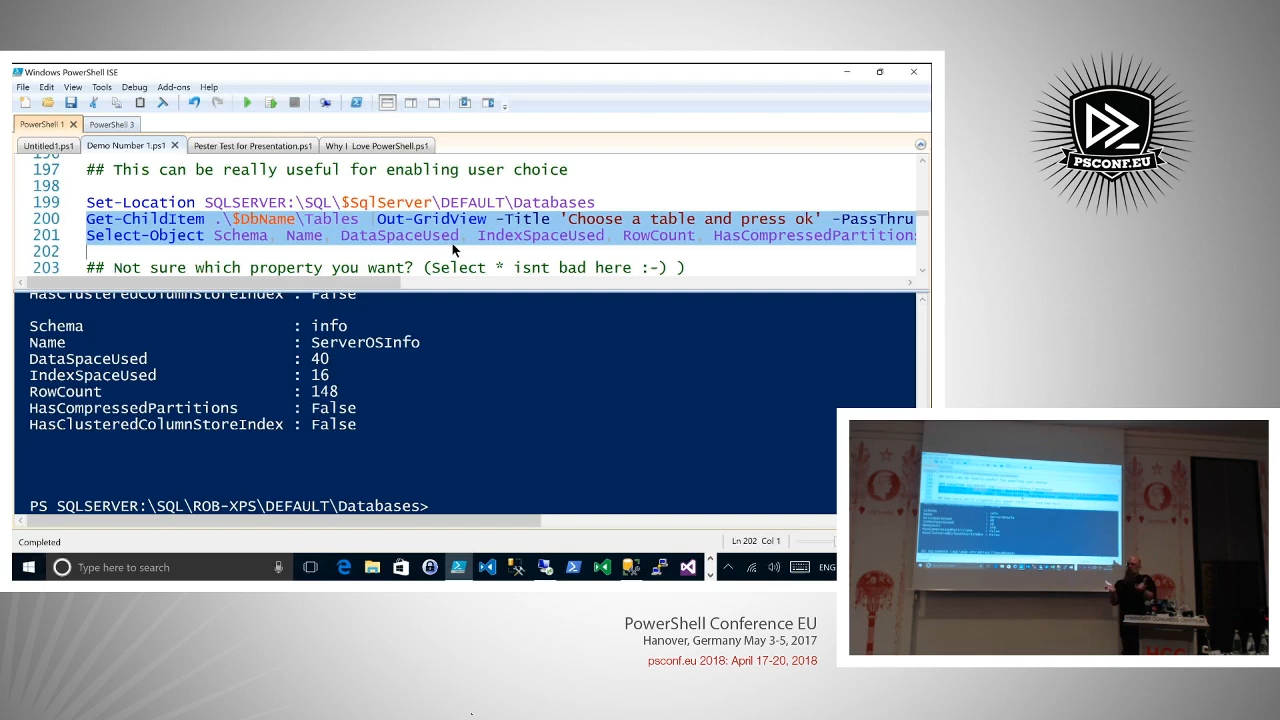 Windows PowerShell ISE
File Edit View Tools Debug Add-ons Help
PowerShell 1 PowerShell 3
Untitled1.ps1 Demo Number 1.ps1 Pester Test for Presentation.ps1 Why I Love PowerShell.ps1
196
197 ## This can be really useful for enabling user choice
198
199 Set-Location SQLSERVER:\SQL\$SqlServer\DEFAULT\Databases
200 Get-ChildItem .\$DbName\Tables |Out-GridView -Title 'Choose a table and press ok' -PassThru
201 Select-Object Schema, Name, DataSpaceUsed, IndexSpaceUsed, RowCount, HasCompressedPartitions
202
203 ## Not sure which property you want? (Select * isnt bad here :-) )
HasClusteredColumnStoreIndex : False
Schema : info
Name : ServerOSInfo
DataSpaceUsed : 40
IndexSpaceUsed : 16
RowCount : 148
HasCompressedPartitions : False
HasClusteredColumnStoreIndex : False
PS SQLSERVER:\SQL\ROB-XPS\DEFAULT\Databases>
Completed
Ln 202 Col 1
Type here to search
ENG
PSCONF.EU
PowerShell Conference EU
Hanover, Germany May 3-5, 2017
psconf.eu 2018: April 17-20, 2018
HANNOVER CONGRESS CENTRUM
HCC